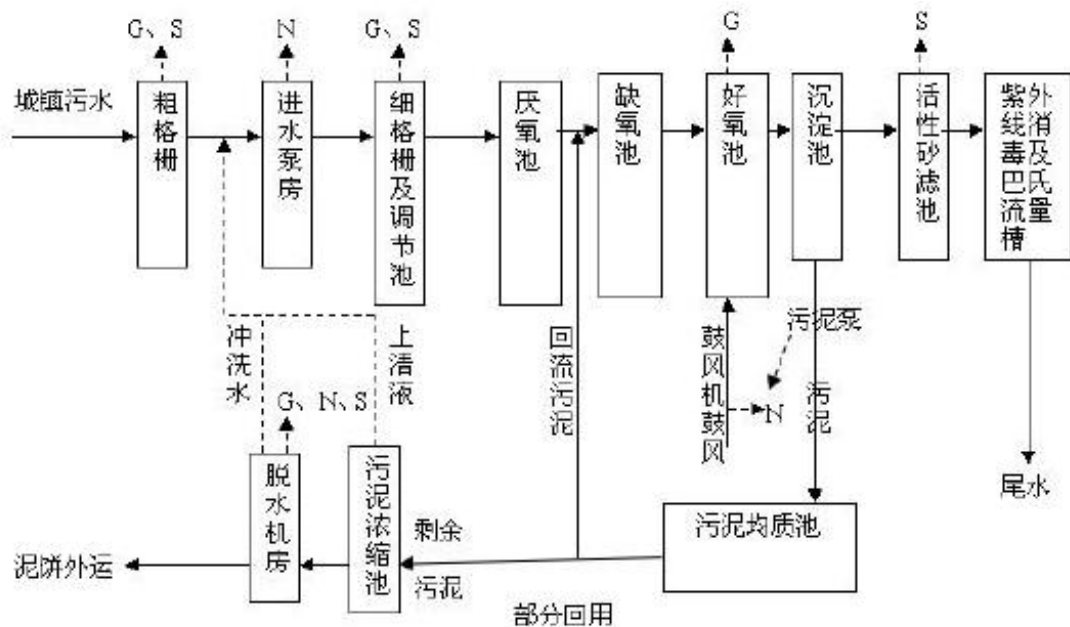 G、S
N
G、S
G
S
城镇污水
粗格栅
进水泵房
细格栅及调节池
厌氧池
缺氧池
好氧池
沉淀池
活性砂滤池
紫外
线消
毒及
巴氏
流量
槽
冲洗水
上清液
回流污泥
鼓风机鼓风
N
污泥泵
污泥
尾水
G、N、S
脱水机房
污泥浓缩池
剩余
污泥
污泥均质池
泥饼外运
部分回用